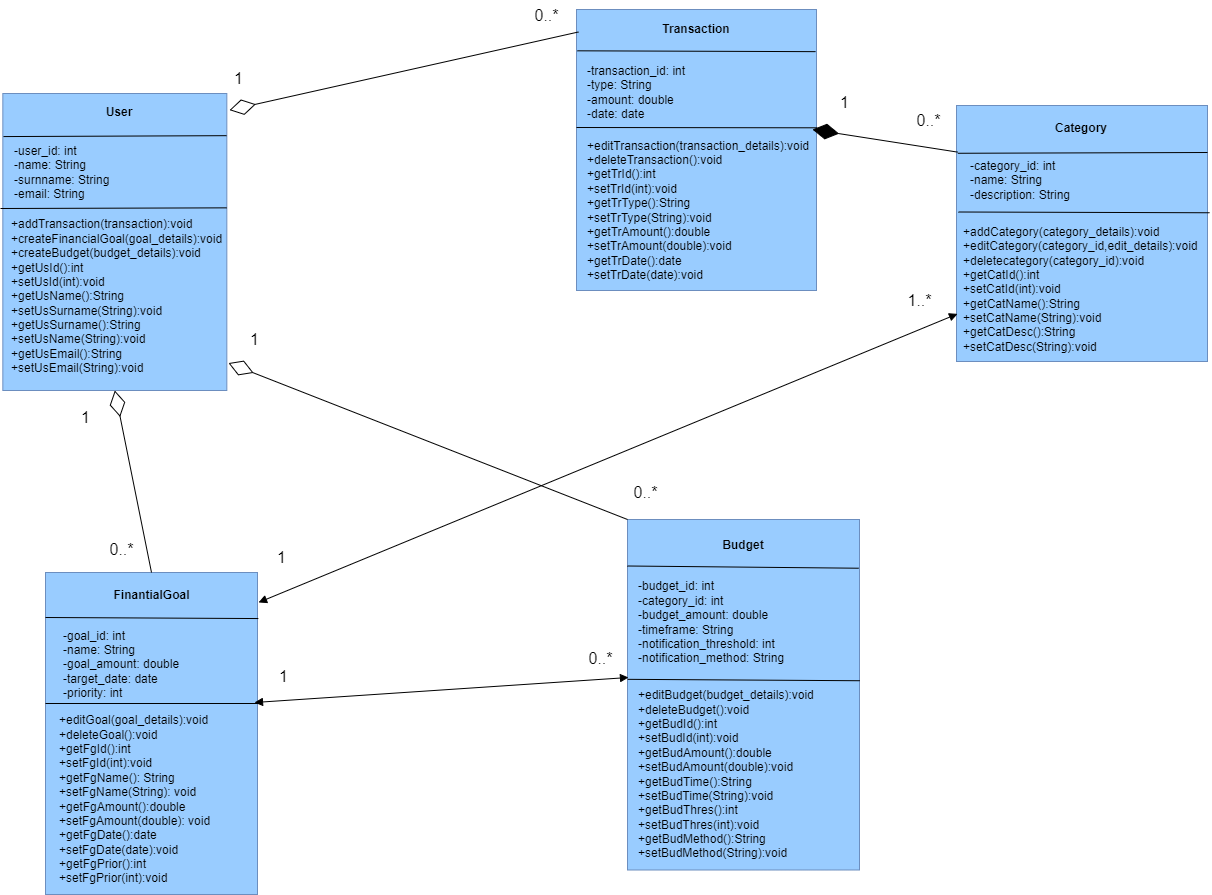 0..*
1
Transaction
-transaction_id: int
-type: String
-amount: double
-date: date
+editTransaction(transaction_details):void
+deleteTransaction():void
+getTrId():int
+setTrId(int):void
+getTrType():String
+setTrType(String):void
+getTrAmount():double
+setTrAmount(double):void
+getTrDate():date
+setTrDate(date):void
1
0..*
Category
-category_id: int
-name: String
-description: String
+addCategory(category_details):void
+editCategory(category_id,edit_details):void
+deletecategory(category_id):void
+getCatId():int
+setCatId(int):void
+getCatName():String
+setCatName(String):void
+getCatDesc():String
+setCatDesc(String):void
1..*
User
-user_id: int
-name: String
-surnname: String
-email: String
+addTransaction(transaction):void
+createFinancialGoal(goal_details):void
+createBudget(budget_details):void
+getUsId():int
+setUsId(int):void
+getUsName():String
+setUsSurname(String):void
+getUsSurname():String
+setUsName(String):void
+getUsEmail():String
+setUsEmail(String):void
1
1
0..*
0..*
1
FinantialGoal
-goal_id: int
-name: String
-goal_amount: double
-target_date: date
-priority: int
+editGoal(goal_details):void
+deleteGoal():void
+getFgId():int
+setFgId(int):void
+getFgName(): String
+setFgName(String): void
+getFgAmount():double
+setFgAmount(double): void
+getFgDate():date
+setFgDate(date):void
+getFgPrior():int
+setFgPrior(int):void
1
0..*
Budget
-budget_id: int
-category_id: int
-budget_amount: double
-timeframe: String
-notification_threshold: int
-notification_method: String
+editBudget(budget_details):void
+deleteBudget():void
+getBudId():int
+setBudId(int):void
+getBudAmount():double
+setBudAmount(double):void
+getBudTime():String
+setBudTime(String):void
+getBudThres():int
+setBudThres(int):void
+getBudMethod():String
+setBudMethod(String):void